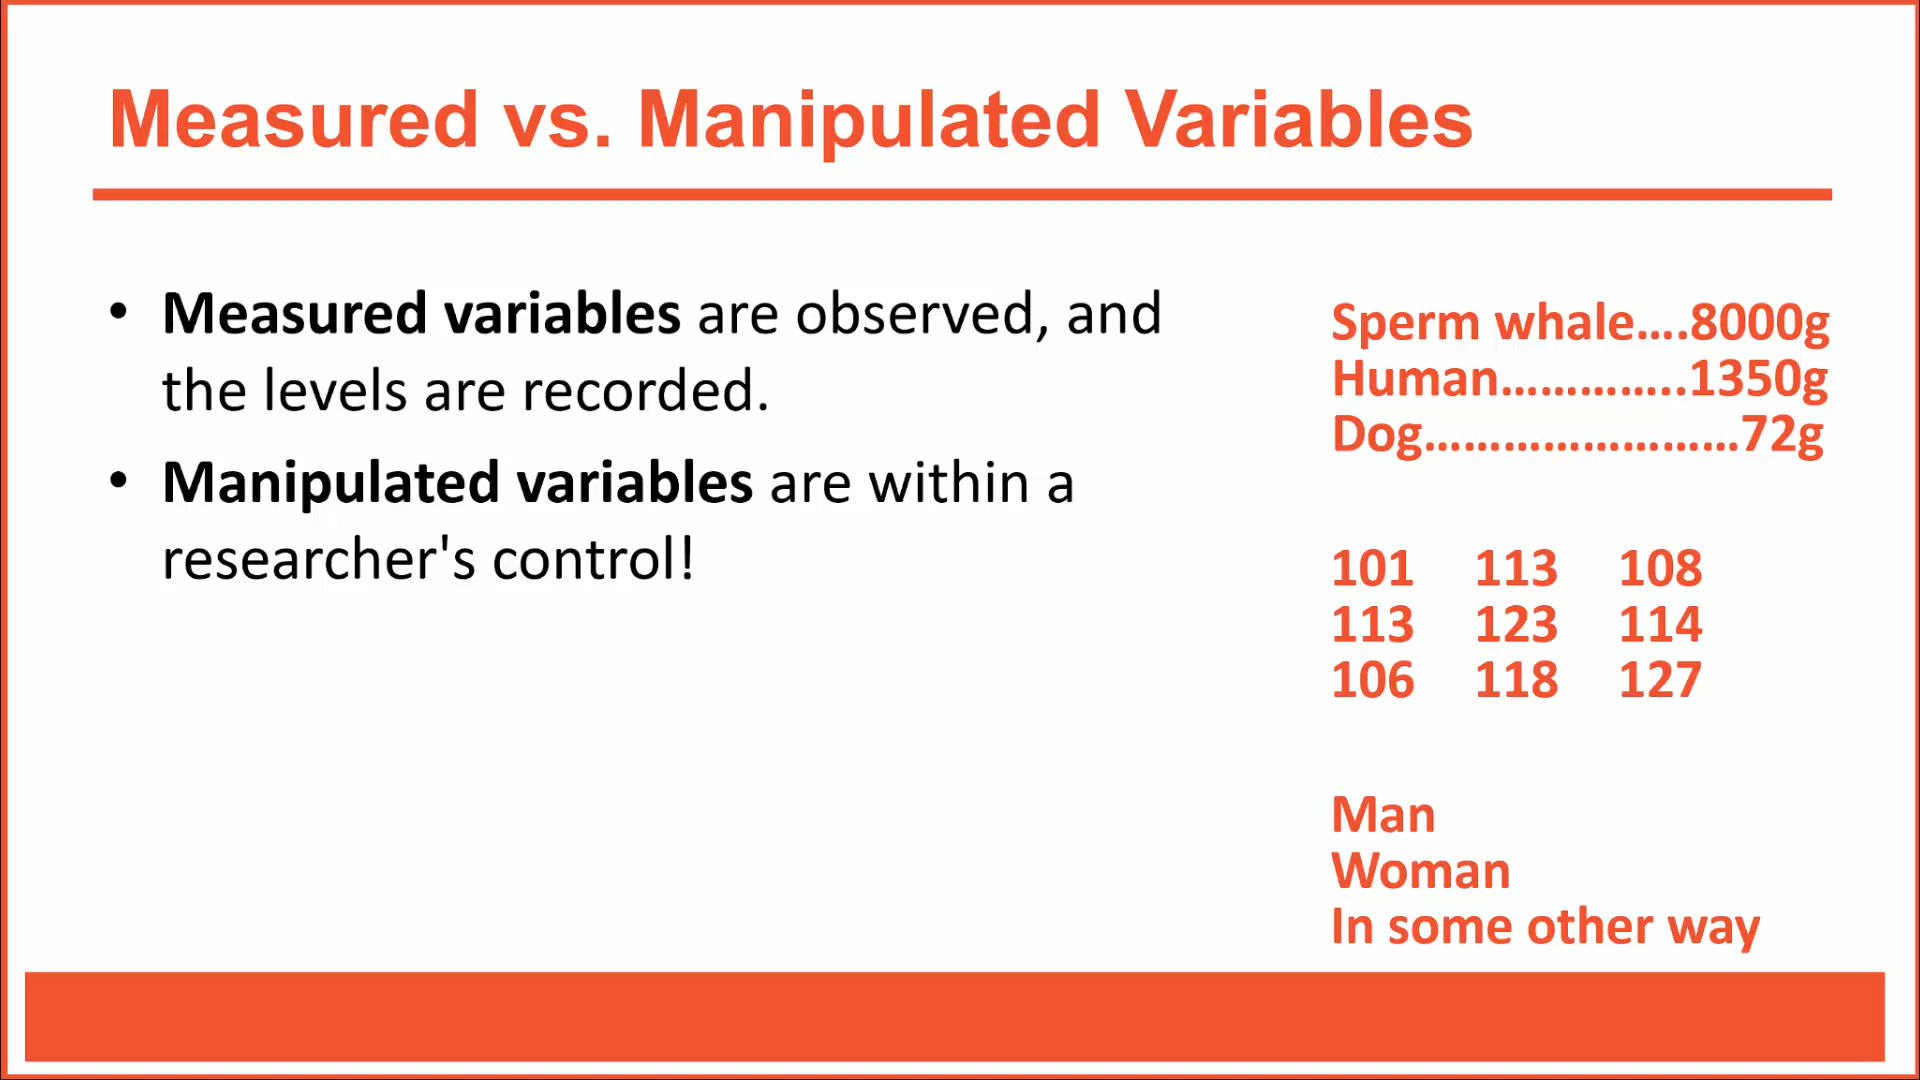 Measured vs. Manipulated Variables
• Measured variables are observed, and
the levels are recorded.
• Manipulated variables are within a
researcher's control!
Sperm whale….8000g
Human…………..1350g
Dog……………………72g
101 113 108
113 123 114
106 118 127
Man
Woman
In some other way